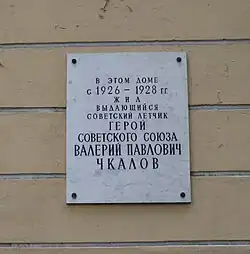 В ЭТОМ ДОМЕ
с 1926 – 1928 гг
ЖИЛ
ВЫДАЮЩИЙСЯ
СОВЕТСКИЙ ЛЕТЧИК
ГЕРОЙ
СОВЕТСКОГО СОЮЗА
ВАЛЕРИЙ ПАВЛОВИЧ
ЧКАЛОВ